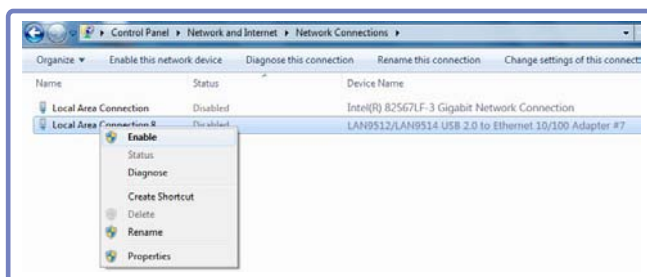 Control Panel ▸ Network and Internet ▸ Network Connections ▸
Organize ▾ Enable this network device Diagnose this connection Rename this connection Change settings of this connect
Name Status Device Name
Local Area Connection Disabled Intel(R) 82567LF-3 Gigabit Network Connection
Local Area Connection 8 Disabled LAN9512/LAN9514 USB 2.0 to Ethernet 10/100 Adapter #7
Enable
Status
Diagnose
Create Shortcut
Delete
Rename
Properties